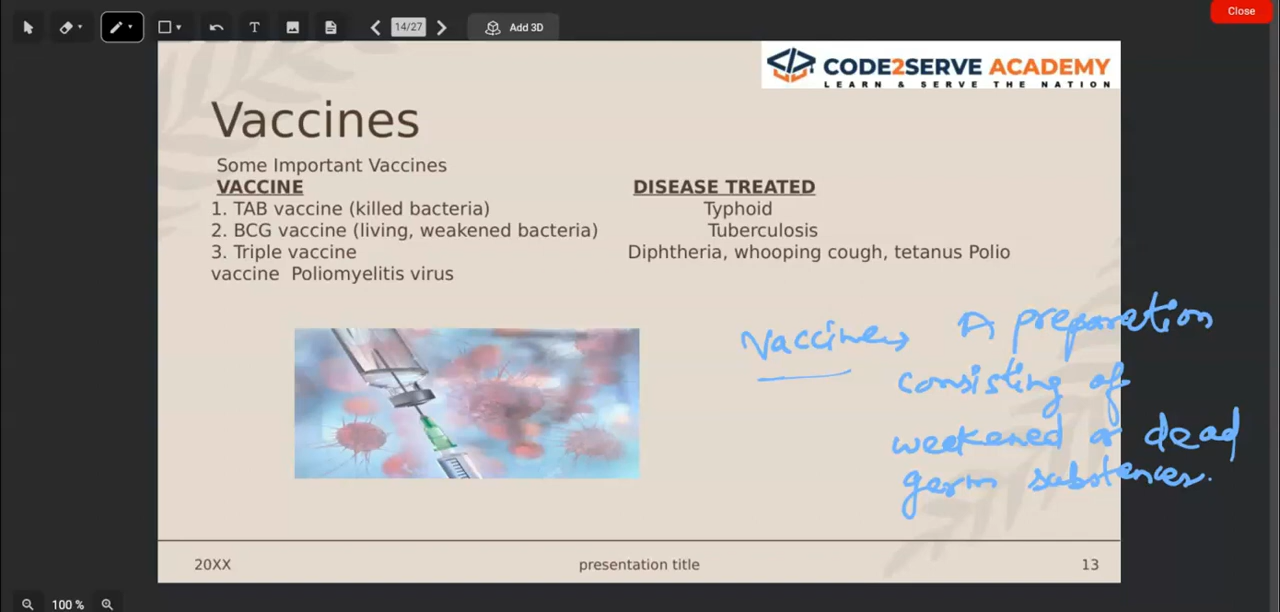 Close
14/27
Add 3D
CODE2SERVE ACADEMY
LEARN & SERVE THE NATION
Vaccines
Some Important Vaccines
VACCINE DISEASE TREATED
1. TAB vaccine (killed bacteria) Typhoid
2. BCG vaccine (living, weakened bacteria) Tuberculosis
3. Triple vaccine Diphtheria, whooping cough, tetanus Polio
vaccine Poliomyelitis virus
Vaccine → A preparation
consisting of
weekened or dead
germ substances.
20XX presentation title 13
100 %